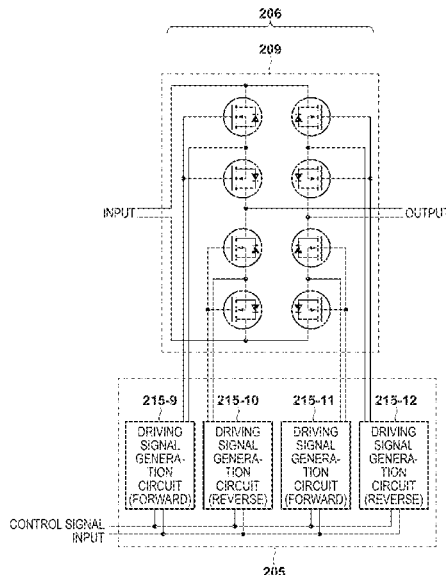 206
209
INPUT
OUTPUT
215-9
215-10
215-11
215-12
DRIVING
SIGNAL
GENERA-
TION
CIRCUIT
(FORWARD)
DRIVING
SIGNAL
GENERA-
TION
CIRCUIT
(REVERSE)
DRIVING
SIGNAL
GENERA-
TION
CIRCUIT
(FORWARD)
DRIVING
SIGNAL
GENERA-
TION
CIRCUIT
(REVERSE)
CONTROL SIGNAL
INPUT
205